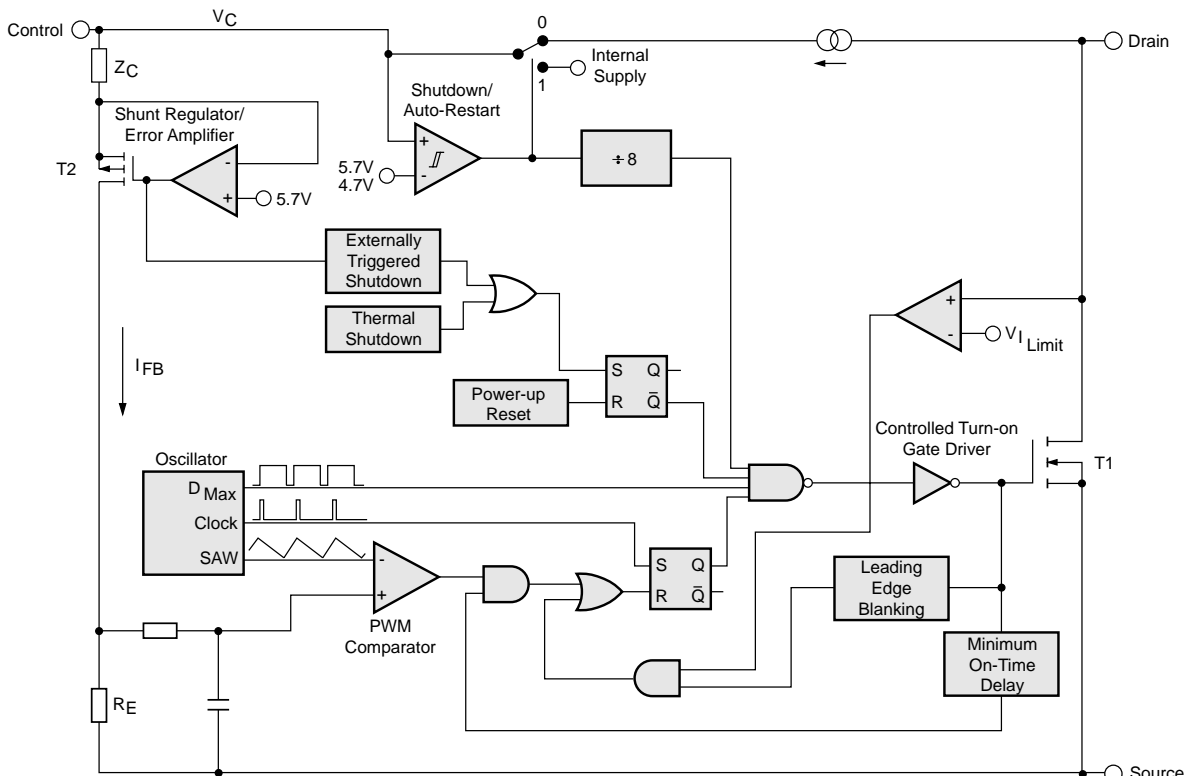 Control
VC
0
Drain
ZC
Internal
Supply
1
Shutdown/
Auto-Restart
Shunt Regulator/
Error Amplifier
+
-
÷ 8
T2
-
+
5.7V
5.7V
4.7V
Externally
Triggered
Shutdown
Thermal
Shutdown
+
-
VI Limit
IFB
S Q
R Q̄
Power-up
Reset
Controlled Turn-on
Gate Driver
T1
Oscillator
D Max
Clock
SAW
-
+
PWM
Comparator
S Q
R Q̄
Leading
Edge
Blanking
Minimum
On-Time
Delay
RE
Source